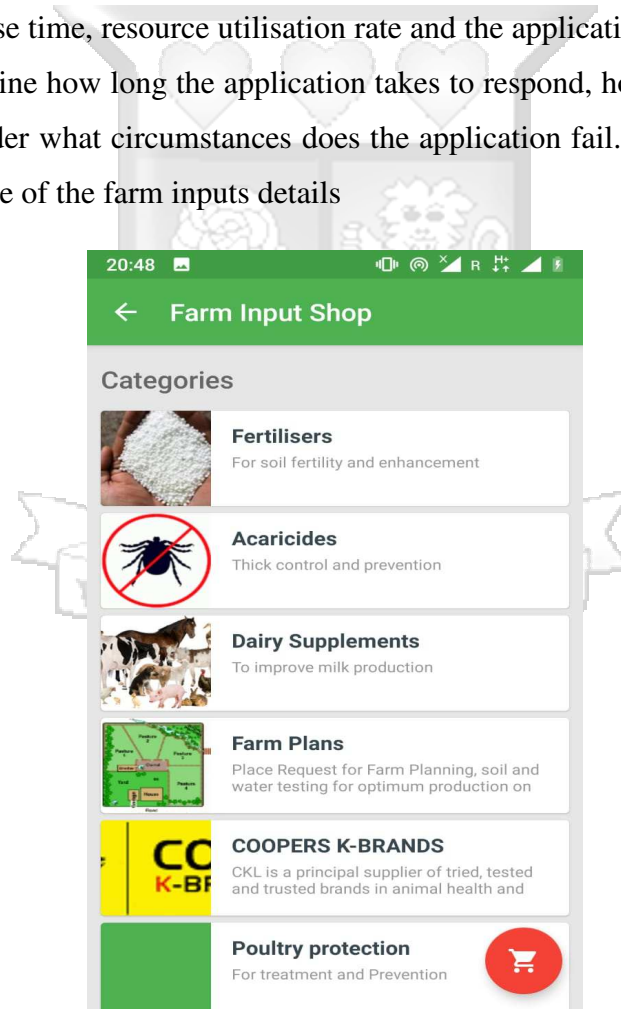 se time, resource utilisation rate and the applicati
ine how long the application takes to respond, ho
der what circumstances does the application fail.
e of the farm inputs details
20:48 R H+
Farm Input Shop
Categories
Fertilisers
For soil fertility and enhancement
Acaricides
Thick control and prevention
Dairy Supplements
To improve milk production
Farm Plans
Place Request for Farm Planning, soil and
water testing for optimum production on
COOPERS K-BRANDS
CKL is a principal supplier of tried, tested
and trusted brands in animal health and
CO
K-BR
Poultry protection
For treatment and Prevention